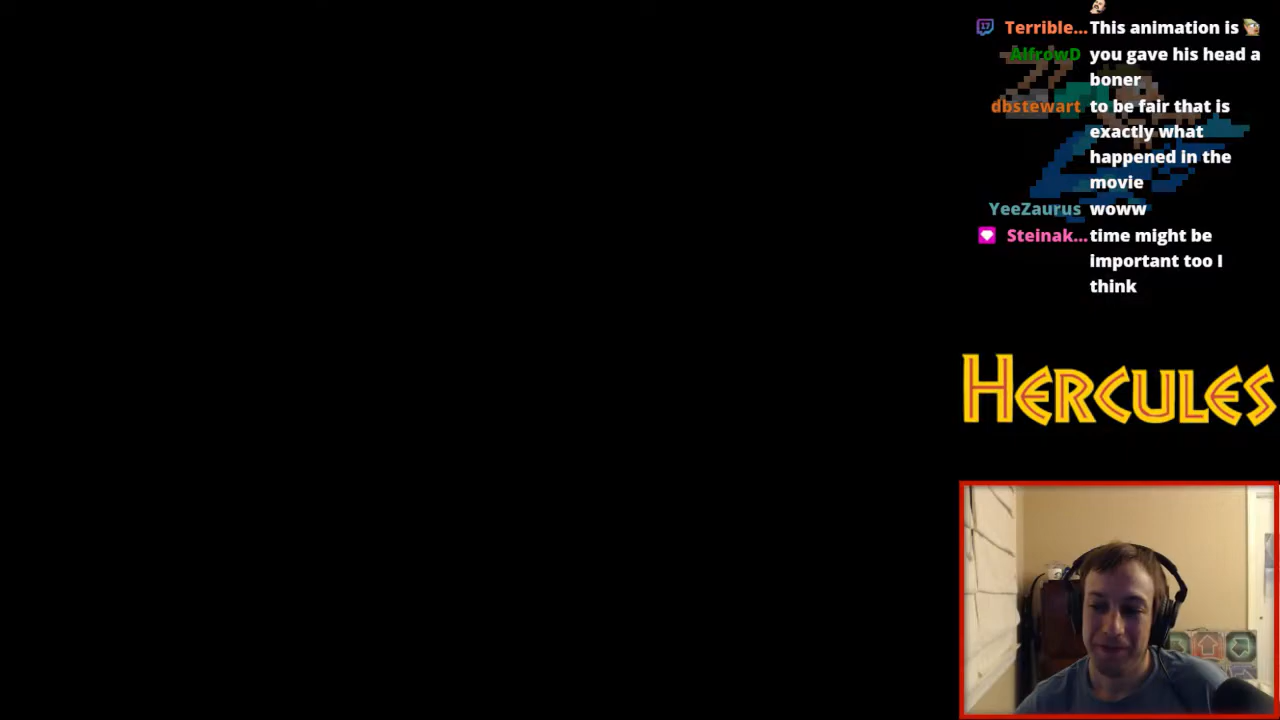 Terrible... This animation is
AlfrowD you gave his head a
boner
dbstewart to be fair that is
exactly what
happened in the
movie
YeeZaurus woww
Steinak... time might be
important too I
think
HERCULES